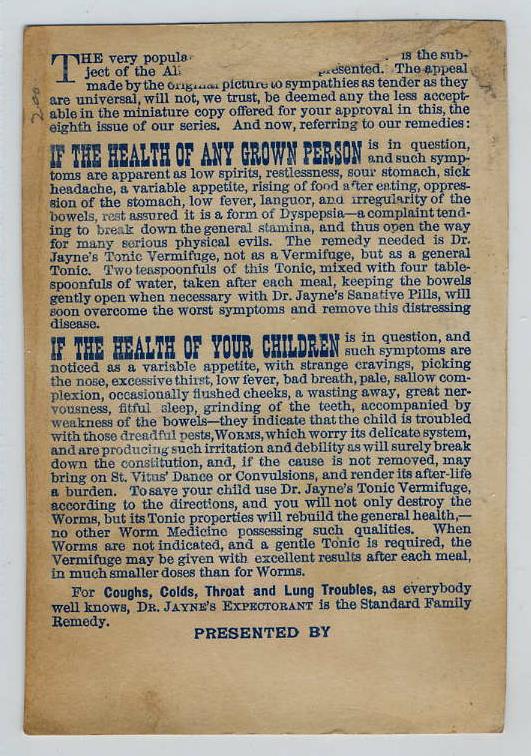 THE very popula is the sub-
ject of the Al presented. The appeal
made by the original picture to sympathies as tender as they
are universal, will not, we trust, be deemed any the less accept-
able in the miniature copy offered for your approval in this, the
eighth issue of our series. And now, referring to our remedies:
IF THE HEALTH OF ANY GROWN PERSON is in question,
and such symp-
toms are apparent as low spirits, restlessness, sour stomach, sick
headache, a variable appetite, rising of food after eating, oppres-
sion of the stomach, low fever, languor, and irregularity of the
bowels, rest assured it is a form of Dyspepsia—a complaint tend-
ing to break down the general stamina, and thus open the way
for many serious physical evils. The remedy needed is Dr.
Jayne's Tonic Vermifuge, not as a Vermifuge, but as a general
Tonic. Two teaspoonfuls of this Tonic, mixed with four table-
spoonfuls of water, taken after each meal, keeping the bowels
gently open when necessary with Dr. Jayne's Sanative Pills, will
soon overcome the worst symptoms and remove this distressing
disease.
IF THE HEALTH OF YOUR CHILDREN is in question, and
such symptoms are
noticed as a variable appetite, with strange cravings, picking
the nose, excessive thirst, low fever, bad breath, pale, sallow com-
plexion, occasionally flushed cheeks, a wasting away, great ner-
vousness, fitful sleep, grinding of the teeth, accompanied by
weakness of the bowels—they indicate that the child is troubled
with those dreadful pests, WORMS, which worry its delicate system,
and are producing such irritation and debility as will surely break
down the constitution, and, if the cause is not removed, may
bring on St. Vitus' Dance or Convulsions, and render its after-life
a burden. To save your child use Dr. Jayne's Tonic Vermifuge,
according to the directions, and you will not only destroy the
Worms, but its Tonic properties will rebuild the general health,—
no other Worm Medicine possessing such qualities. When
Worms are not indicated, and a gentle Tonic is required, the
Vermifuge may be given with excellent results after each meal,
in much smaller doses than for Worms.
For Coughs, Colds, Throat and Lung Troubles, as everybody
well knows, DR. JAYNE'S EXPECTORANT is the Standard Family
Remedy.
PRESENTED BY
200